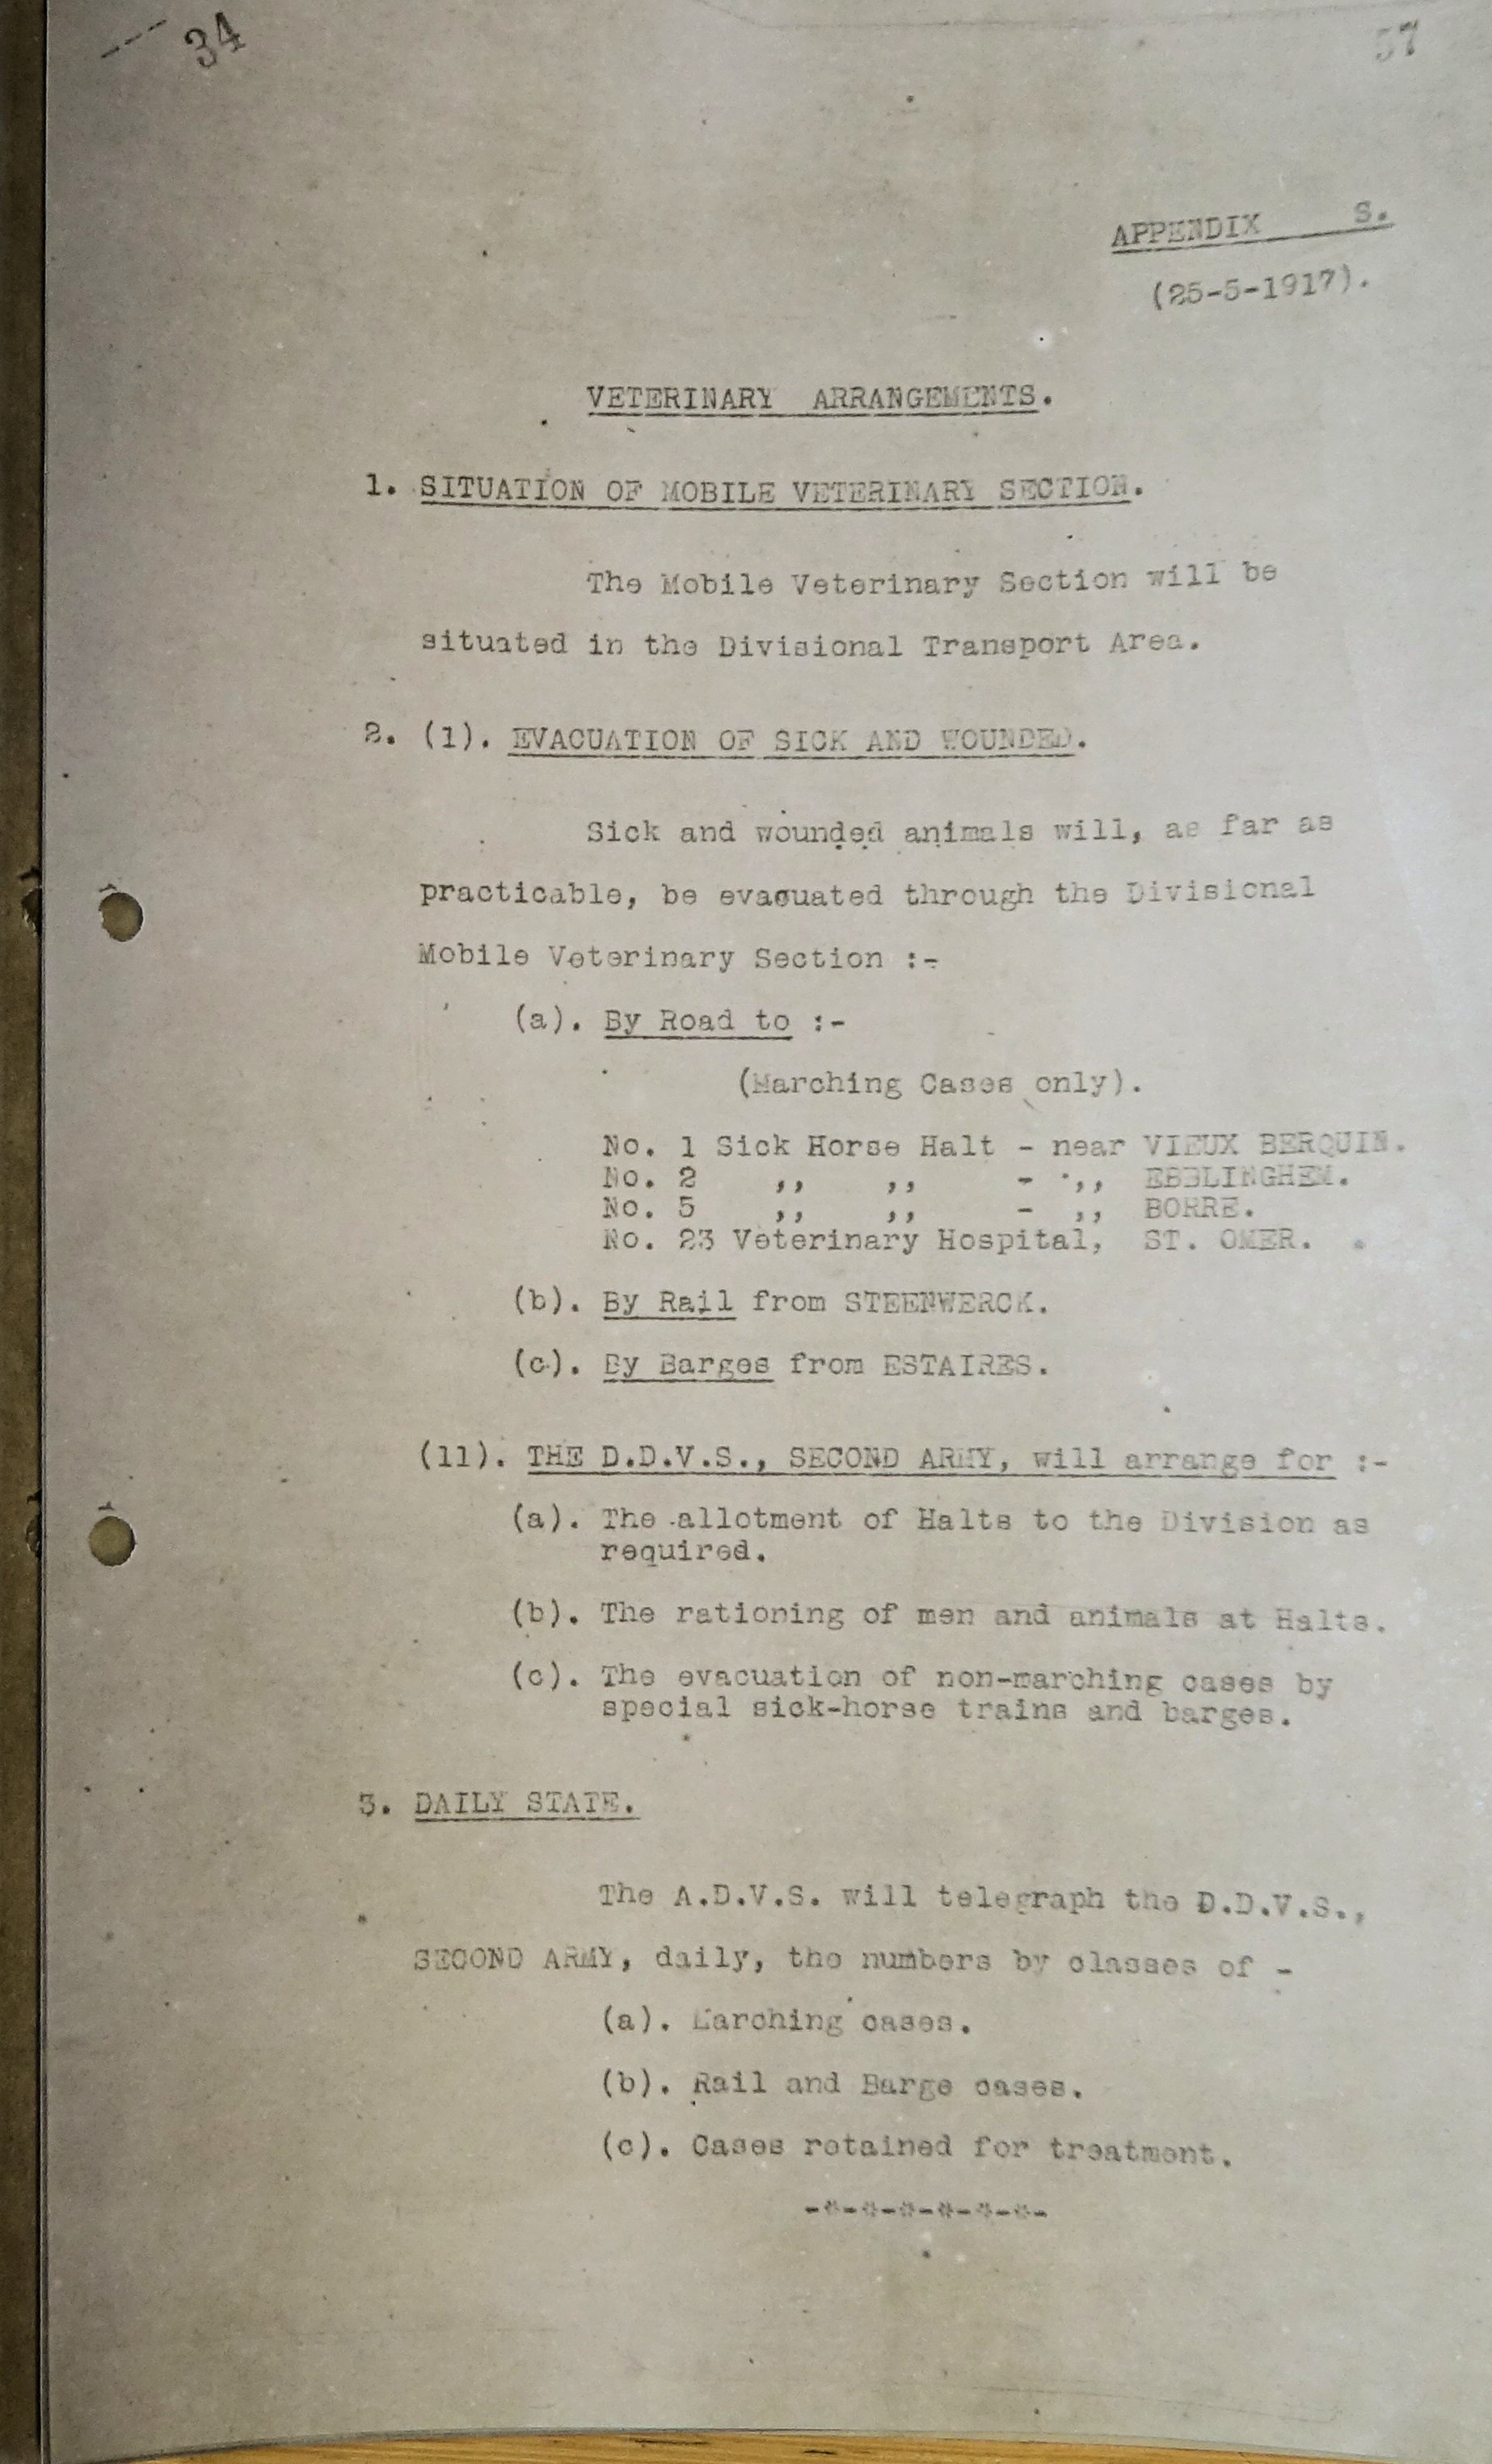 34
37
APPENDIX S.
(25-5-1917).
VETERINARY ARRANGEMENTS.
1. SITUATION OF MOBILE VETERINARY SECTION.
The Mobile Veterinary Section will be
situated in the Divisional Transport Area.
2. (1). EVACUATION OF SICK AND WOUNDED.
Sick and wounded animals will, as far as
practicable, be evacuated through the Divisional
Mobile Veterinary Section :-
(a). By Road to :-
(Marching Cases only).
No. 1 Sick Horse Halt - near VIEUX BERQUIN.
No. 2 ,, ,, - ,, EBBLINGHEM.
No. 5 ,, ,, - ,, BORRE.
No. 23 Veterinary Hospital, ST. OMER.
(b). By Rail from STEENWERCK.
(c). By Barges from ESTAIRES.
(11). THE D.D.V.S., SECOND ARMY, will arrange for :-
(a). The allotment of Halts to the Division as
required.
(b). The rationing of men and animals at Halts.
(c). The evacuation of non-marching cases by
special sick-horse trains and barges.
3. DAILY STATE.
The A.D.V.S. will telegraph the D.D.V.S.,
SECOND ARMY, daily, the numbers by classes of -
(a). Marching cases.
(b). Rail and Barge cases.
(c). Cases retained for treatment.
-*-*-*-*-*-*-